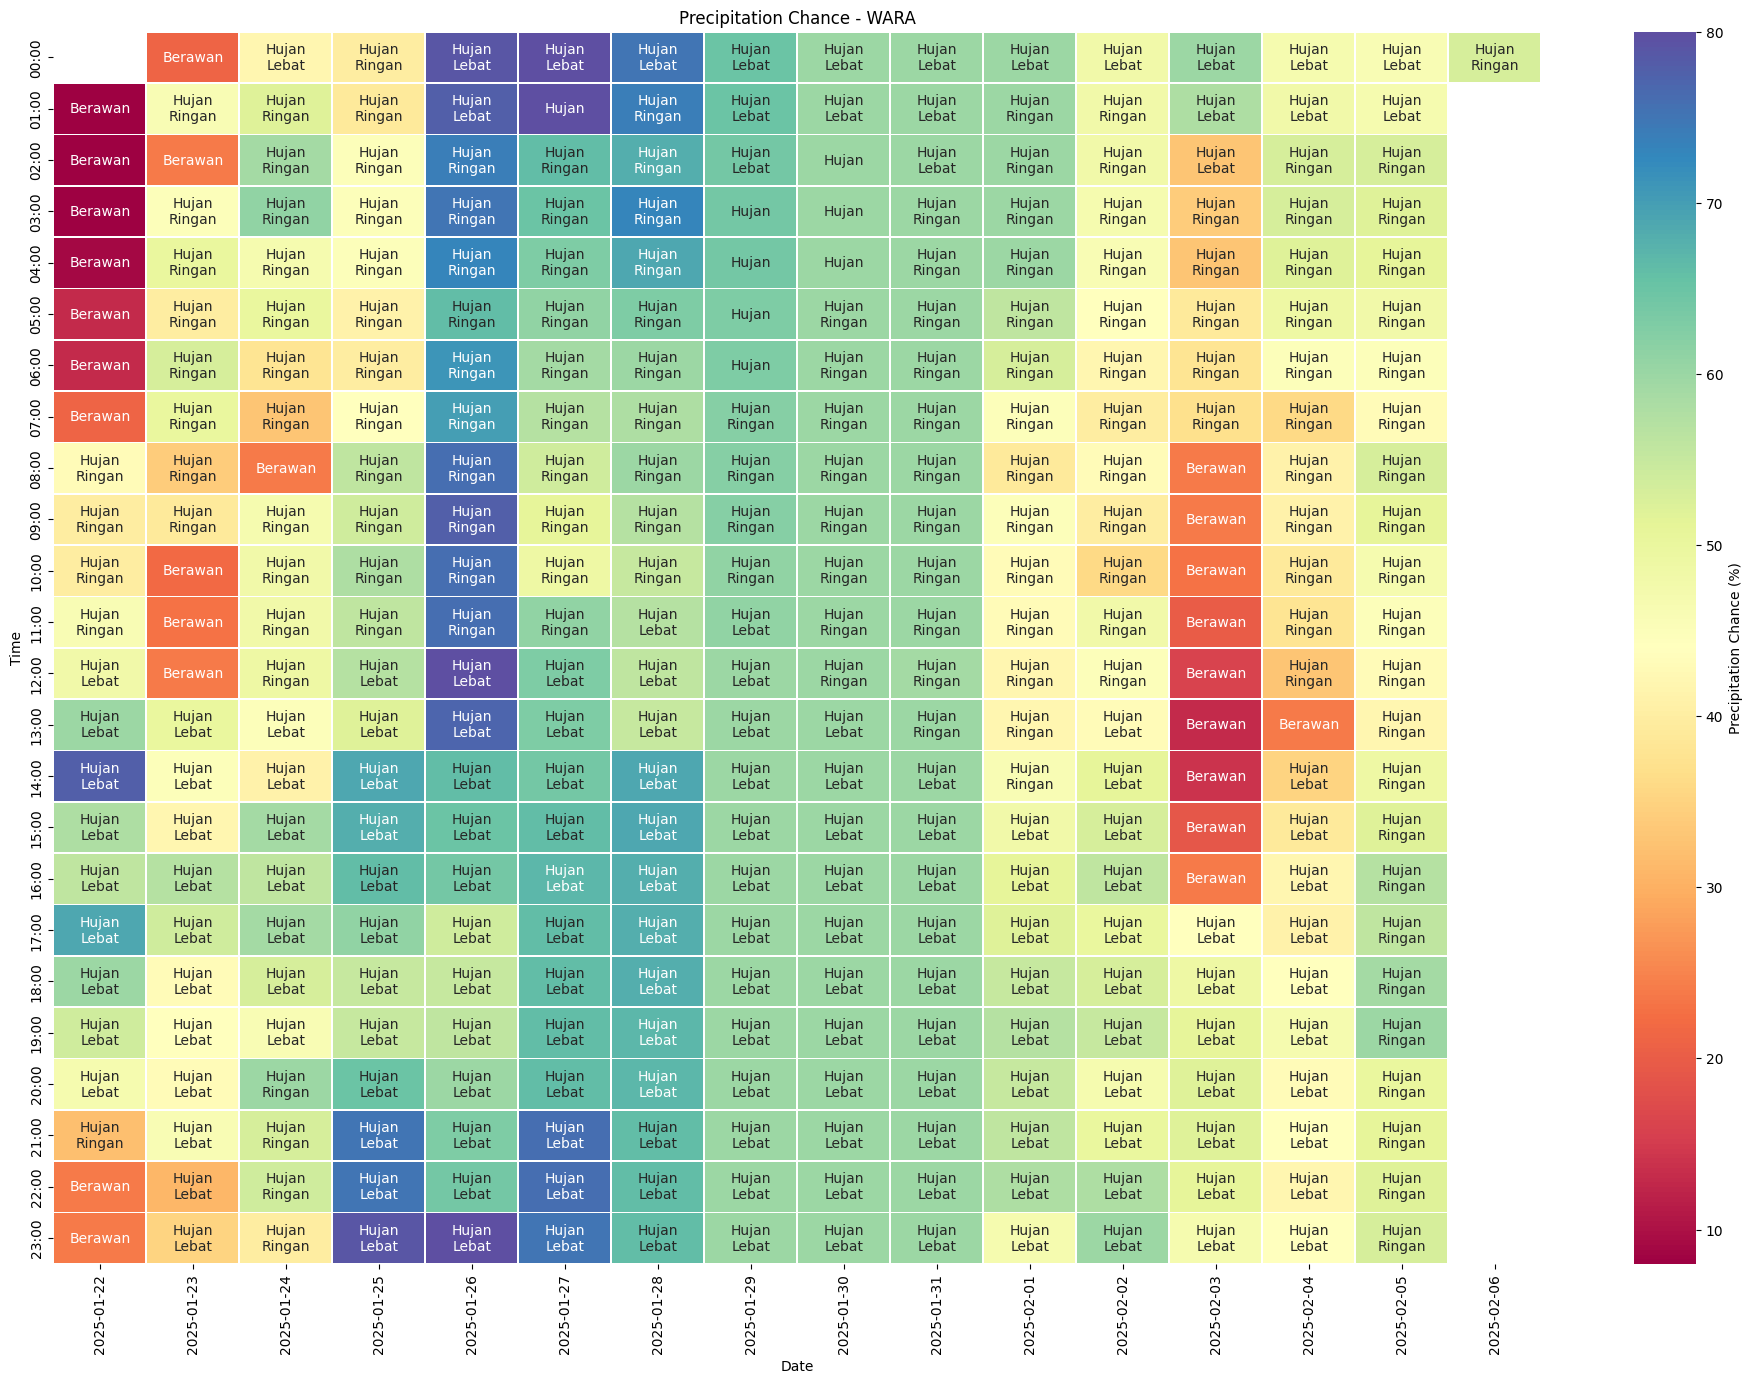 Precipitation Chance - WARA
00:00 Berawan Hujan Lebat Hujan Ringan Hujan Lebat Hujan Lebat Hujan Lebat Hujan Lebat Hujan Lebat Hujan Lebat Hujan Lebat Hujan Lebat Hujan Lebat Hujan Lebat Hujan Lebat Hujan Ringan
01:00 Berawan Hujan Ringan Hujan Ringan Hujan Ringan Hujan Lebat Hujan Hujan Ringan Hujan Lebat Hujan Lebat Hujan Lebat Hujan Ringan Hujan Ringan Hujan Lebat Hujan Lebat Hujan Lebat
02:00 Berawan Berawan Hujan Ringan Hujan Ringan Hujan Ringan Hujan Ringan Hujan Ringan Hujan Lebat Hujan Hujan Lebat Hujan Ringan Hujan Ringan Hujan Lebat Hujan Ringan Hujan Ringan
03:00 Berawan Hujan Ringan Hujan Ringan Hujan Ringan Hujan Ringan Hujan Ringan Hujan Ringan Hujan Hujan Hujan Ringan Hujan Ringan Hujan Ringan Hujan Ringan Hujan Ringan Hujan Ringan
04:00 Berawan Hujan Ringan Hujan Ringan Hujan Ringan Hujan Ringan Hujan Ringan Hujan Ringan Hujan Hujan Hujan Ringan Hujan Ringan Hujan Ringan Hujan Ringan Hujan Ringan Hujan Ringan
05:00 Berawan Hujan Ringan Hujan Ringan Hujan Ringan Hujan Ringan Hujan Ringan Hujan Ringan Hujan Hujan Ringan Hujan Ringan Hujan Ringan Hujan Ringan Hujan Ringan Hujan Ringan Hujan Ringan
06:00 Berawan Hujan Ringan Hujan Ringan Hujan Ringan Hujan Ringan Hujan Ringan Hujan Ringan Hujan Hujan Ringan Hujan Ringan Hujan Ringan Hujan Ringan Hujan Ringan Hujan Ringan Hujan Ringan
07:00 Berawan Hujan Ringan Hujan Ringan Hujan Ringan Hujan Ringan Hujan Ringan Hujan Ringan Hujan Ringan Hujan Ringan Hujan Ringan Hujan Ringan Hujan Ringan Hujan Ringan Hujan Ringan Hujan Ringan
08:00 Hujan Ringan Hujan Ringan Berawan Hujan Ringan Hujan Ringan Hujan Ringan Hujan Ringan Hujan Ringan Hujan Ringan Hujan Ringan Hujan Ringan Hujan Ringan Berawan Hujan Ringan Hujan Ringan
09:00 Hujan Ringan Hujan Ringan Hujan Ringan Hujan Ringan Hujan Ringan Hujan Ringan Hujan Ringan Hujan Ringan Hujan Ringan Hujan Ringan Hujan Ringan Hujan Ringan Berawan Hujan Ringan Hujan Ringan
10:00 Hujan Ringan Berawan Hujan Ringan Hujan Ringan Hujan Ringan Hujan Ringan Hujan Ringan Hujan Ringan Hujan Ringan Hujan Ringan Hujan Ringan Hujan Ringan Berawan Hujan Ringan Hujan Ringan
11:00 Hujan Ringan Berawan Hujan Ringan Hujan Ringan Hujan Ringan Hujan Ringan Hujan Lebat Hujan Lebat Hujan Ringan Hujan Ringan Hujan Ringan Hujan Ringan Berawan Hujan Ringan Hujan Ringan
12:00 Hujan Lebat Berawan Hujan Ringan Hujan Lebat Hujan Lebat Hujan Lebat Hujan Lebat Hujan Lebat Hujan Ringan Hujan Ringan Hujan Ringan Hujan Ringan Berawan Hujan Ringan Hujan Ringan
13:00 Hujan Lebat Hujan Lebat Hujan Lebat Hujan Lebat Hujan Lebat Hujan Lebat Hujan Lebat Hujan Lebat Hujan Lebat Hujan Ringan Hujan Ringan Hujan Lebat Berawan Berawan Hujan Ringan
14:00 Hujan Lebat Hujan Lebat Hujan Lebat Hujan Lebat Hujan Lebat Hujan Lebat Hujan Lebat Hujan Lebat Hujan Lebat Hujan Lebat Hujan Ringan Hujan Lebat Berawan Hujan Lebat Hujan Ringan
15:00 Hujan Lebat Hujan Lebat Hujan Lebat Hujan Lebat Hujan Lebat Hujan Lebat Hujan Lebat Hujan Lebat Hujan Lebat Hujan Lebat Hujan Lebat Hujan Lebat Berawan Hujan Lebat Hujan Ringan
16:00 Hujan Lebat Hujan Lebat Hujan Lebat Hujan Lebat Hujan Lebat Hujan Lebat Hujan Lebat Hujan Lebat Hujan Lebat Hujan Lebat Hujan Lebat Hujan Lebat Berawan Hujan Lebat Hujan Ringan
17:00 Hujan Lebat Hujan Lebat Hujan Lebat Hujan Lebat Hujan Lebat Hujan Lebat Hujan Lebat Hujan Lebat Hujan Lebat Hujan Lebat Hujan Lebat Hujan Lebat Hujan Lebat Hujan Lebat Hujan Ringan
18:00 Hujan Lebat Hujan Lebat Hujan Lebat Hujan Lebat Hujan Lebat Hujan Lebat Hujan Lebat Hujan Lebat Hujan Lebat Hujan Lebat Hujan Lebat Hujan Lebat Hujan Lebat Hujan Lebat Hujan Ringan
19:00 Hujan Lebat Hujan Lebat Hujan Lebat Hujan Lebat Hujan Lebat Hujan Lebat Hujan Lebat Hujan Lebat Hujan Lebat Hujan Lebat Hujan Lebat Hujan Lebat Hujan Lebat Hujan Lebat Hujan Ringan
20:00 Hujan Lebat Hujan Lebat Hujan Ringan Hujan Lebat Hujan Lebat Hujan Lebat Hujan Lebat Hujan Lebat Hujan Lebat Hujan Lebat Hujan Lebat Hujan Lebat Hujan Lebat Hujan Lebat Hujan Ringan
21:00 Hujan Ringan Hujan Lebat Hujan Ringan Hujan Lebat Hujan Lebat Hujan Lebat Hujan Lebat Hujan Lebat Hujan Lebat Hujan Lebat Hujan Lebat Hujan Lebat Hujan Lebat Hujan Lebat Hujan Ringan
22:00 Berawan Hujan Lebat Hujan Ringan Hujan Lebat Hujan Lebat Hujan Lebat Hujan Lebat Hujan Lebat Hujan Lebat Hujan Lebat Hujan Lebat Hujan Lebat Hujan Lebat Hujan Lebat Hujan Ringan
23:00 Berawan Hujan Lebat Hujan Ringan Hujan Lebat Hujan Lebat Hujan Lebat Hujan Lebat Hujan Lebat Hujan Lebat Hujan Lebat Hujan Lebat Hujan Lebat Hujan Lebat Hujan Lebat Hujan Ringan
Time
2025-01-22 2025-01-23 2025-01-24 2025-01-25 2025-01-26 2025-01-27 2025-01-28 2025-01-29 2025-01-30 2025-01-31 2025-02-01 2025-02-02 2025-02-03 2025-02-04 2025-02-05 2025-02-06
Date
80
70
60
50
40
30
20
10
Precipitation Chance (%)